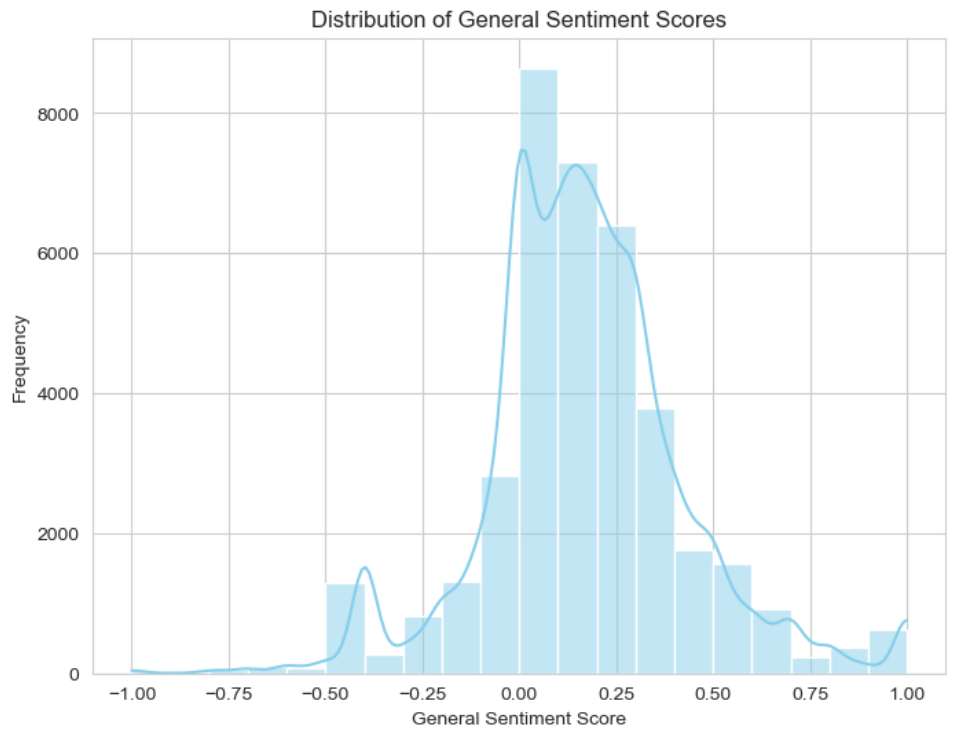 Distribution of General Sentiment Scores
Frequency
8000
6000
4000
2000
0
−1.00 −0.75 −0.50 −0.25 0.00 0.25 0.50 0.75 1.00
General Sentiment Score